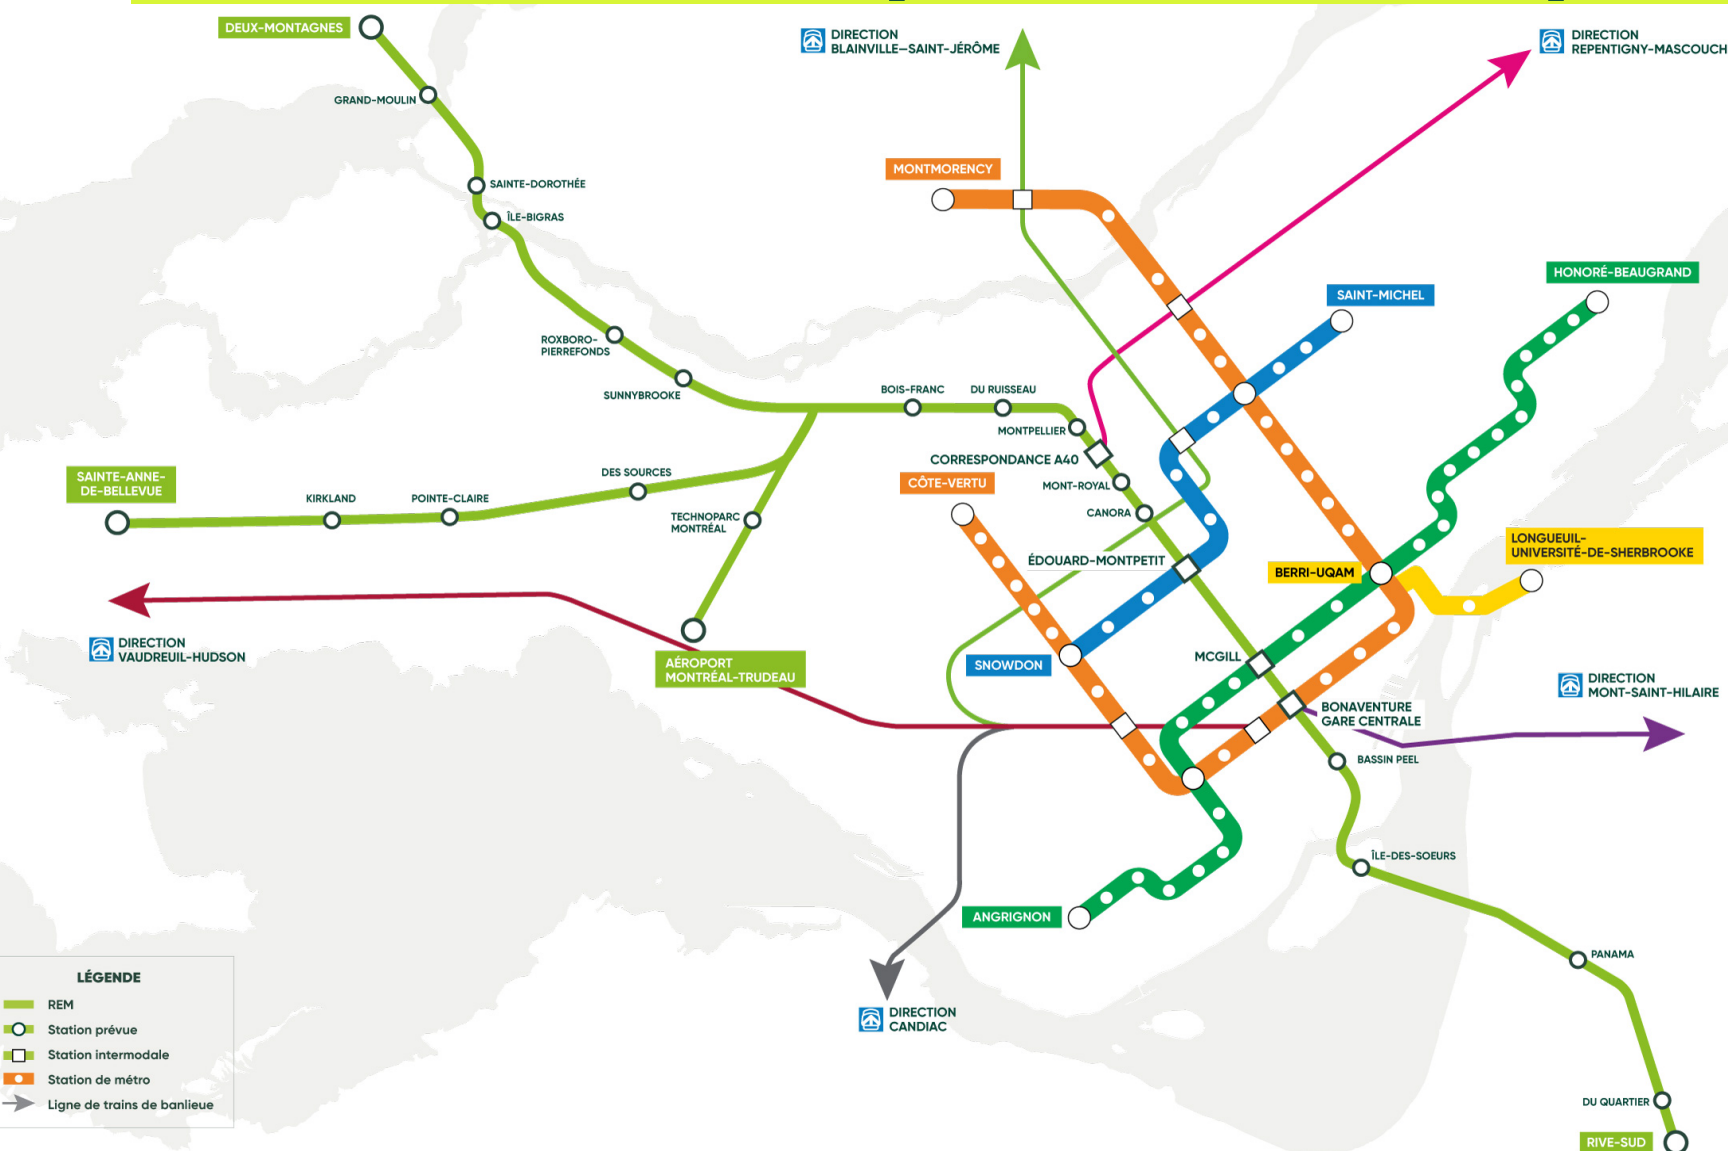 DEUX-MONTAGNES
DIRECTION
BLAINVILLE–SAINT-JÉRÔME
DIRECTION
REPENTIGNY-MASCOUCH
GRAND-MOULIN
MONTMORENCY
SAINTE-DOROTHÉE
ÎLE-BIGRAS
HONORÉ-BEAUGRAND
SAINT-MICHEL
ROXBORO-
PIERREFONDS
SUNNYBROOKE
BOIS-FRANC
DU RUISSEAU
MONTPELLIER
CORRESPONDANCE A40
SAINTE-ANNE-
DE-BELLEVUE
KIRKLAND
POINTE-CLAIRE
DES SOURCES
CÔTE-VERTU
MONT-ROYAL
CANORA
TECHNOPARC
MONTRÉAL
LONGUEUIL-
UNIVERSITÉ-DE-SHERBROOKE
ÉDOUARD-MONTPETIT
BERRI-UQAM
DIRECTION
VAUDREUIL-HUDSON
AÉROPORT
MONTRÉAL-TRUDEAU
SNOWDON
MCGILL
DIRECTION
MONT-SAINT-HILAIRE
BONAVENTURE
GARE CENTRALE
BASSIN PEEL
ÎLE-DES-SOEURS
ANGRIGNON
PANAMA
DIRECTION
CANDIAC
DU QUARTIER
RIVE-SUD
LÉGENDE
REM
Station prévue
Station intermodale
Station de métro
Ligne de trains de banlieue